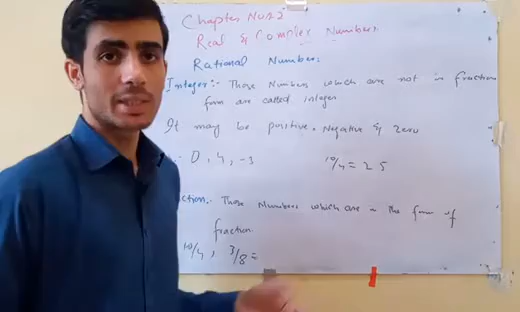 Chapter No:2
Real & Complex Numbers
Rational Numbers
Integer:- Those Numbers which are not in fraction
form are called integer
It may be positive, Negative & Zero
0, 4, -3 10/4 = 2 5
ction:- Those Numbers which are in the form of
fraction
10/4, 3/8 =